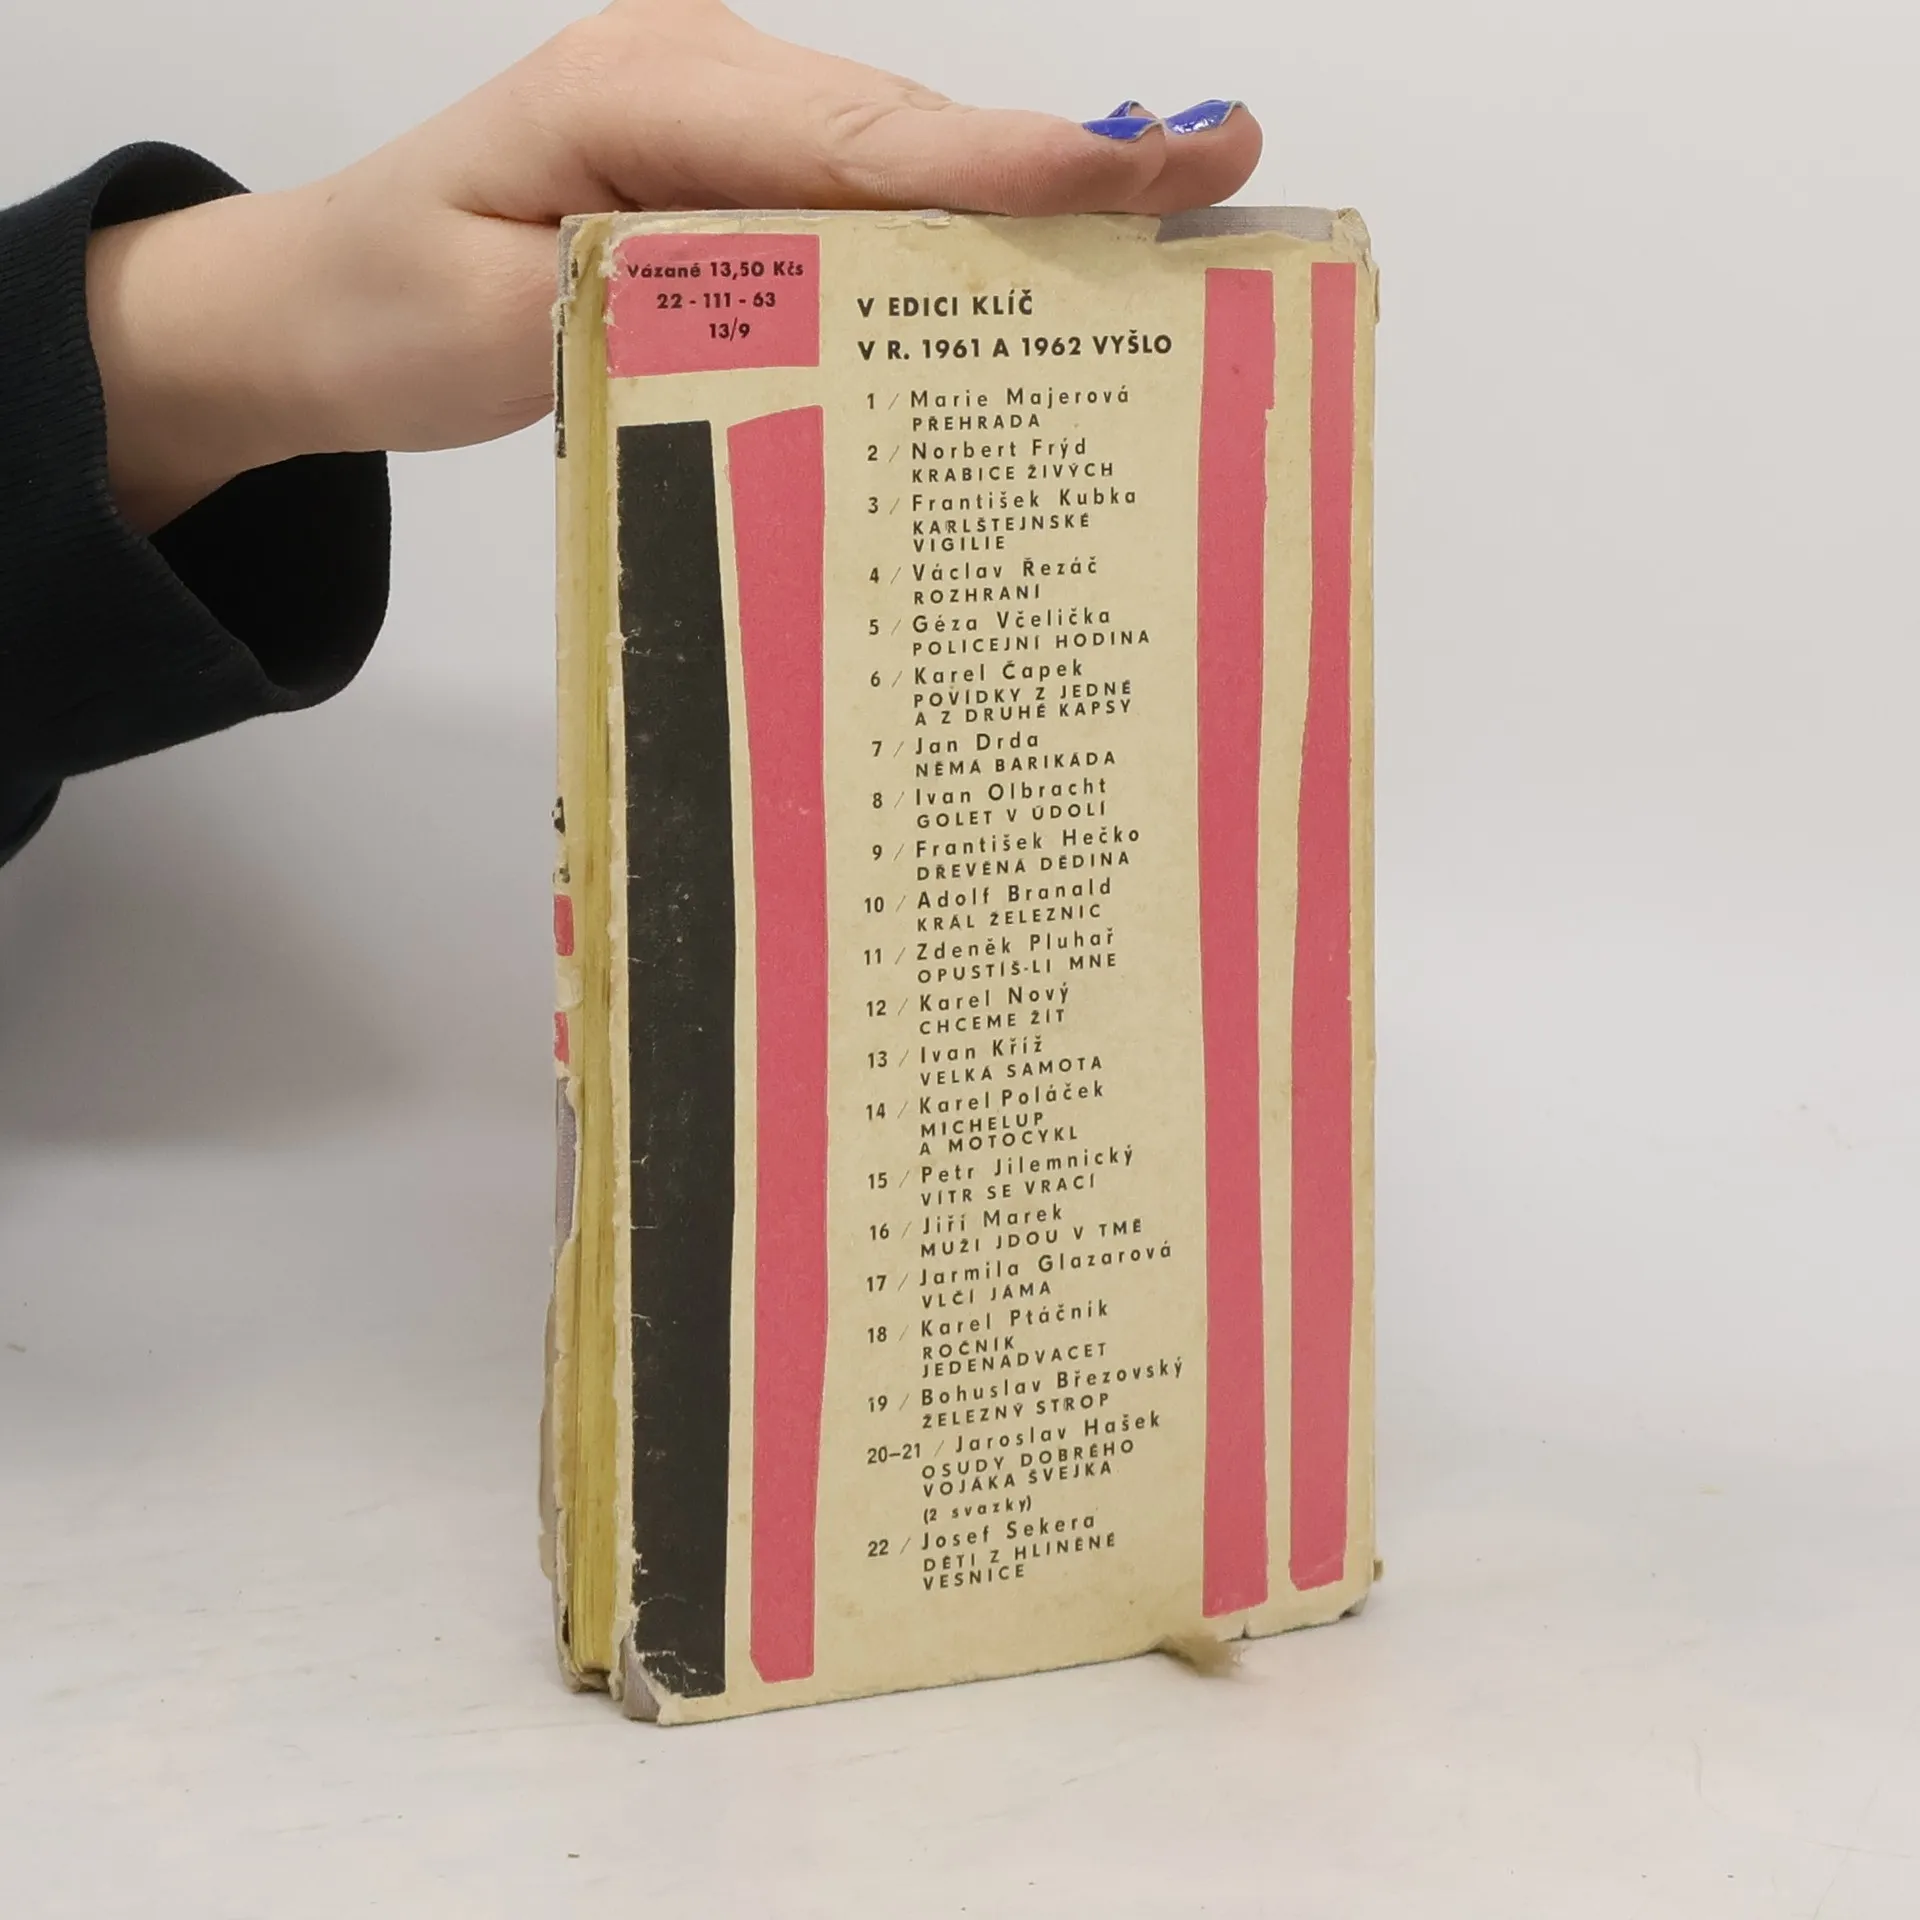 Vázané 13,50 Kčs
22 - 111 - 63
13/9
V EDICI KLÍČ
V R. 1961 A 1962 VYŠLO
1 / Marie Majerová
PŘEHRADA
2 / Norbert Frýd
KRABICE ŽIVÝCH
3 / František Kubka
KARLŠTEJNSKÉ
VIGILIE
4 / Václav Řezáč
ROZHRANÍ
5 / Géza Včelička
POLICEJNÍ HODINA
6 / Karel Čapek
POVÍDKY Z JEDNÉ
A Z DRUHÉ KAPSY
7 / Jan Drda
NĚMÁ BARIKÁDA
8 / Ivan Olbracht
GOLET V ÚDOLÍ
9 / František Hečko
DŘEVĚNÁ DĚDINA
10 / Adolf Branald
KRÁL ŽELEZNIC
11 / Zdeněk Pluhař
OPUSTÍŠ-LI MNE
12 / Karel Nový
CHCEME ŽÍT
13 / Ivan Kříž
VELKÁ SAMOTA
14 / Karel Poláček
MICHELUP
A MOTOCYKL
15 / Petr Jilemnický
VÍTR SE VRACÍ
16 / Jiří Marek
MUŽI JDOU V TMĚ
17 / Jarmila Glazarová
VLČÍ JÁMA
18 / Karel Ptáčník
ROČNÍK
JEDENADVACET
19 / Bohuslav Březovský
ŽELEZNÝ STROP
20–21 / Jaroslav Hašek
OSUDY DOBRÉHO
VOJÁKA ŠVEJKA
(2 svazky)
22 / Josef Sekera
DĚTI Z HLINĚNÉ
VESNICE